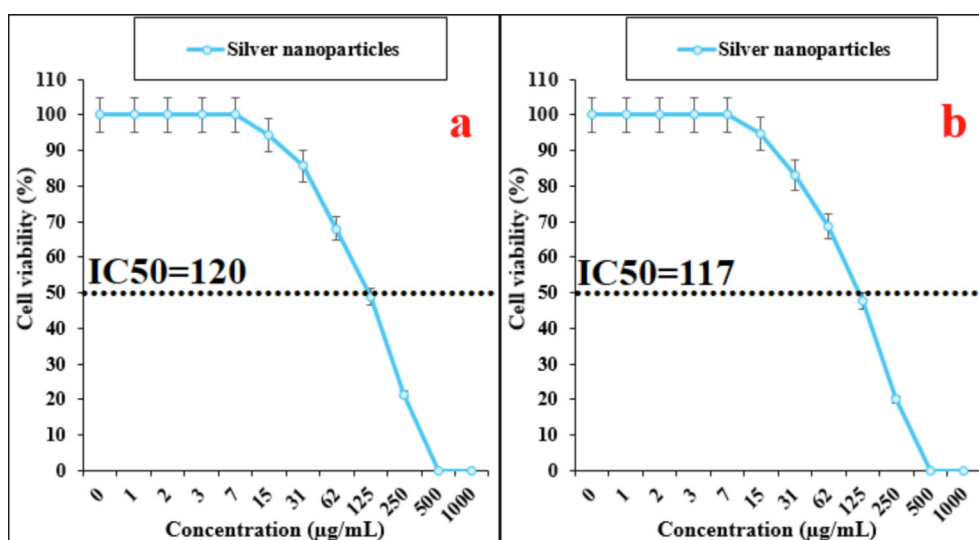 Silver nanoparticles
a
Cell viability (%)
110
100
90
80
70
60
50
40
30
20
10
0
IC50=120
0 1 2 3 7 15 31 62 125 250 500 1000
Concentration (µg/mL)
Silver nanoparticles
b
Cell viability (%)
110
100
90
80
70
60
50
40
30
20
10
0
IC50=117
0 1 2 3 7 15 31 62 125 250 500 1000
Concentration (µg/mL)